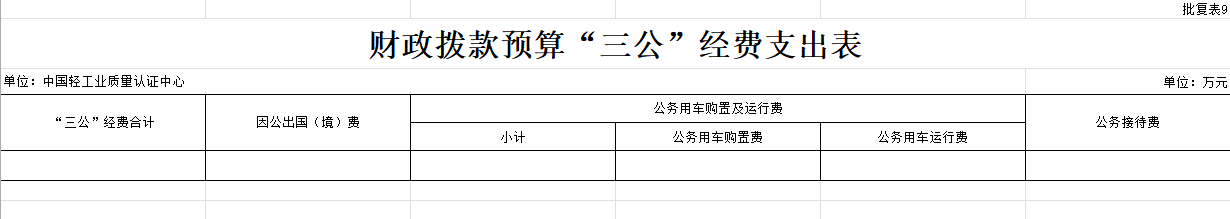 批复表9
财政拨款预算“三公”经费支出表
单位：中国轻工业质量认证中心 单位：万元
“三公”经费合计 因公出国（境）费 公务用车购置及运行费 公务接待费
小计 公务用车购置费 公务用车运行费